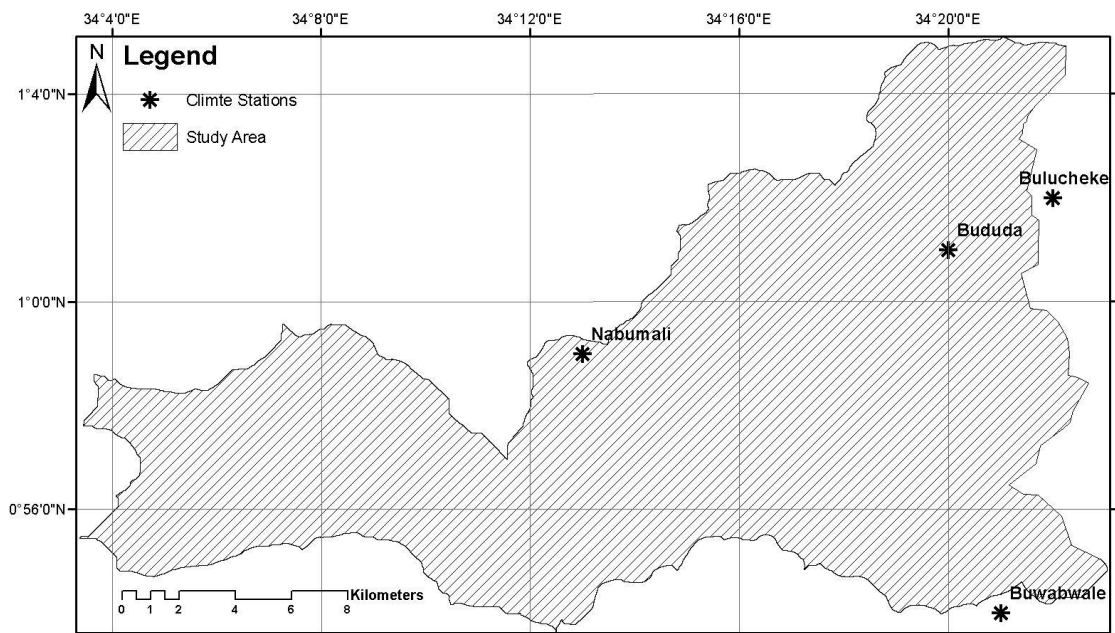 34°4'0"E 34°8'0"E 34°12'0"E 34°16'0"E 34°20'0"E
N
Legend
1°4'0"N
Climte Stations
Study Area
Bulucheke
Bududa
1°0'0"N
Nabumali
0°56'0"N
Buwabwale
Kilometers
0 1 2 4 6 8